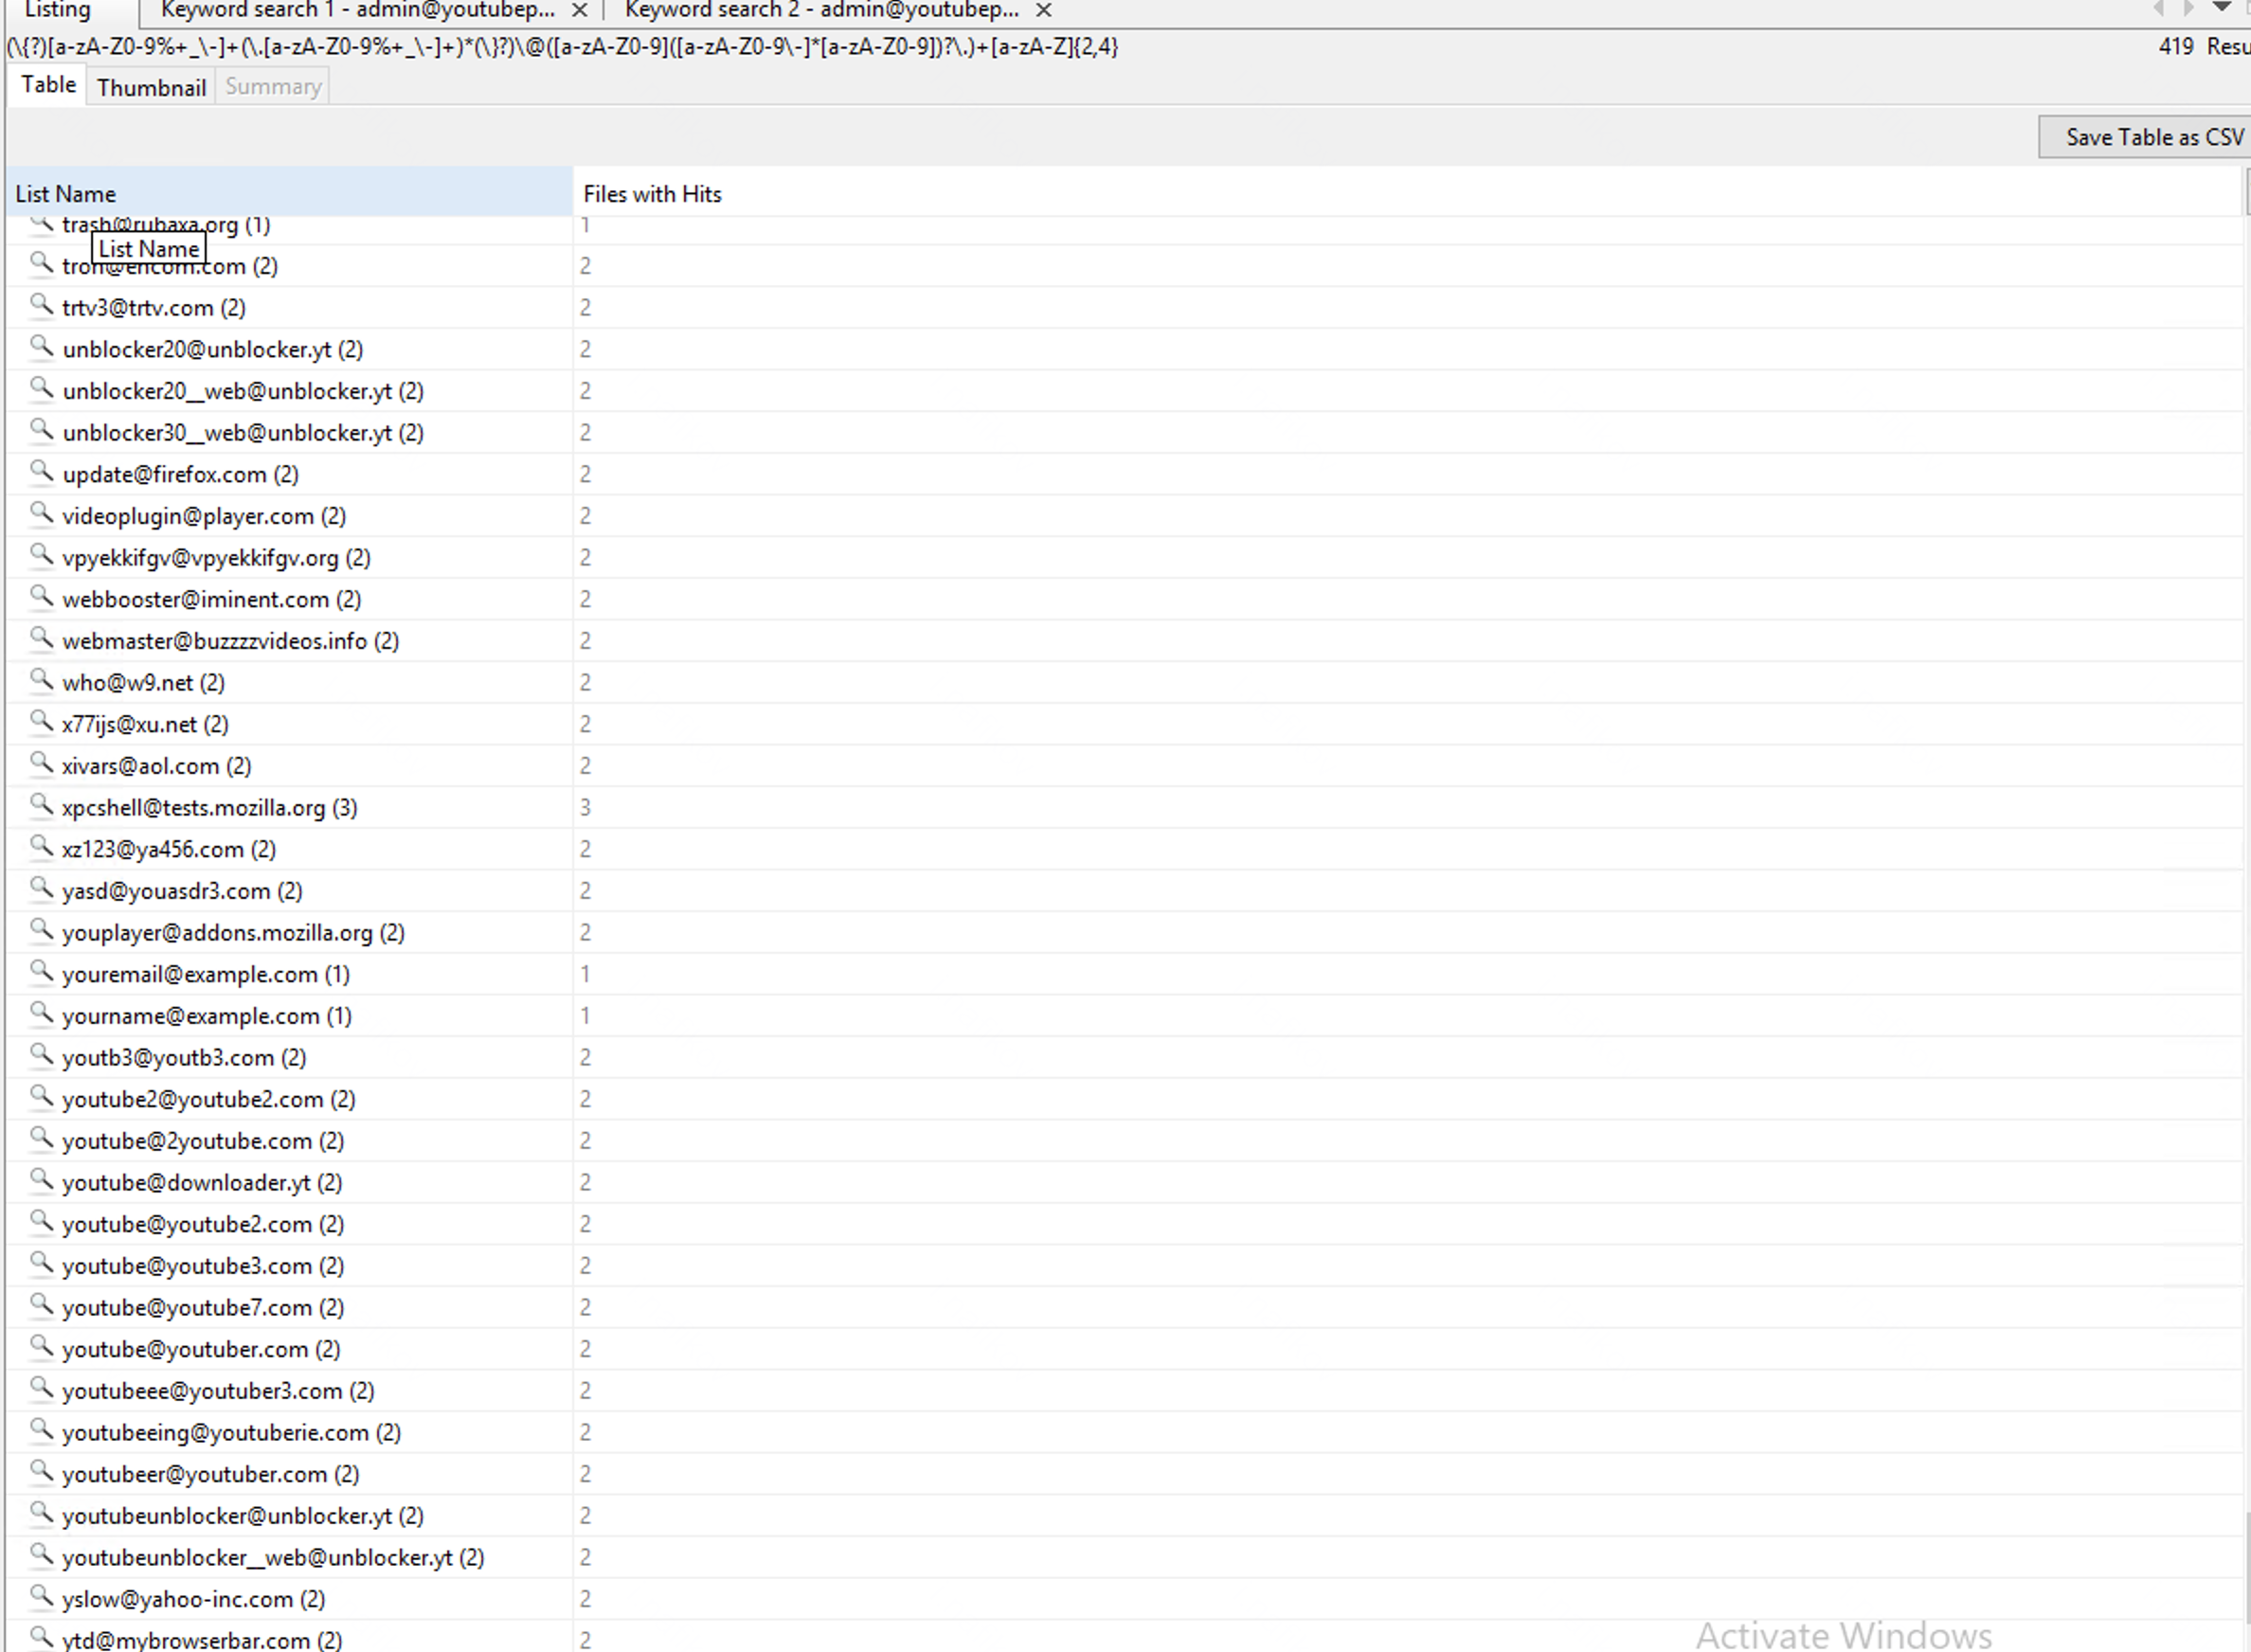 Listing Keyword search 1 - admin@youtubep... × Keyword search 2 - admin@youtubep... ×
(\{?)[a-zA-Z0-9%+_\-]+(\.[a-zA-Z0-9%+_\-]+)*(\}?)\@([a-zA-Z0-9]([a-zA-Z0-9\-]*[a-zA-Z0-9])?\.)+[a-zA-Z]{2,4} 419 Resu
Table Thumbnail Summary
Save Table as CSV
List Name Files with Hits
trash@rubaxa.org (1) 1
List Name
tron@encom.com (2) 2
trtv3@trtv.com (2) 2
unblocker20@unblocker.yt (2) 2
unblocker20__web@unblocker.yt (2) 2
unblocker30__web@unblocker.yt (2) 2
update@firefox.com (2) 2
videoplugin@player.com (2) 2
vpyekkifgv@vpyekkifgv.org (2) 2
webbooster@iminent.com (2) 2
webmaster@buzzzzvideos.info (2) 2
who@w9.net (2) 2
x77ijs@xu.net (2) 2
xivars@aol.com (2) 2
xpcshell@tests.mozilla.org (3) 3
xz123@ya456.com (2) 2
yasd@youasdr3.com (2) 2
youplayer@addons.mozilla.org (2) 2
youremail@example.com (1) 1
yourname@example.com (1) 1
youtb3@youtb3.com (2) 2
youtube2@youtube2.com (2) 2
youtube@2youtube.com (2) 2
youtube@downloader.yt (2) 2
youtube@youtube2.com (2) 2
youtube@youtube3.com (2) 2
youtube@youtube7.com (2) 2
youtube@youtuber.com (2) 2
youtubeee@youtuber3.com (2) 2
youtubeeing@youtuberie.com (2) 2
youtubeer@youtuber.com (2) 2
youtubeunblocker@unblocker.yt (2) 2
youtubeunblocker__web@unblocker.yt (2) 2
yslow@yahoo-inc.com (2) 2
ytd@mybrowserbar.com (2) 2
Activate Windows